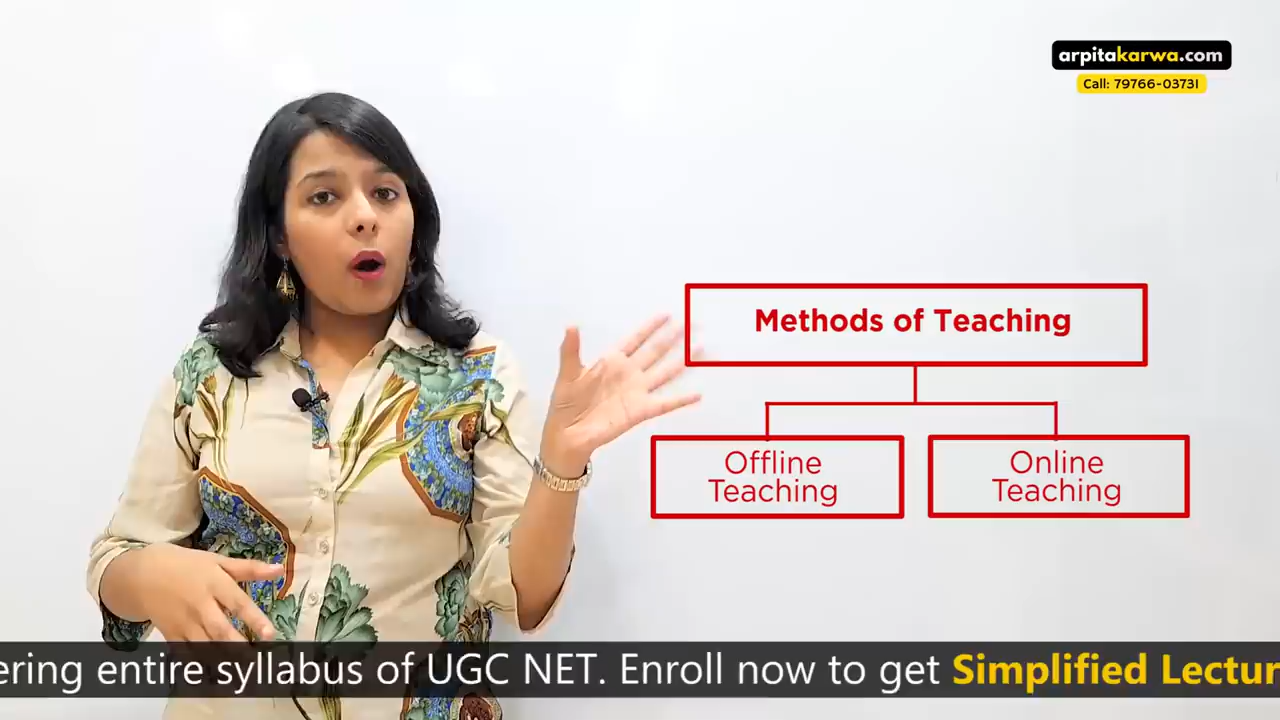 arpitakarwa.com
Call: 79766-03731
Methods of Teaching
Offline
Teaching
Online
Teaching
ering entire syllabus of UGC NET. Enroll now to get Simplified Lectur